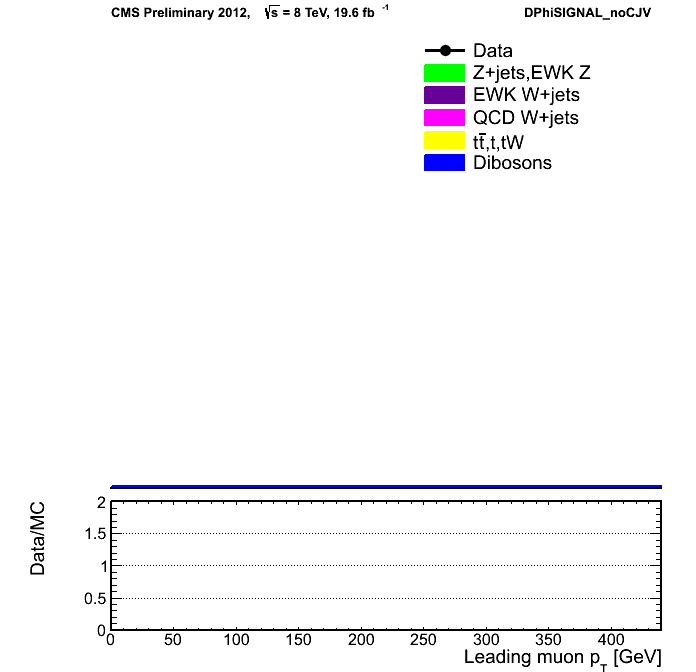 CMS Preliminary 2012, √s = 8 TeV, 19.6 fb⁻¹ DPhiSIGNAL_noCJV
Data
Z+jets,EWK Z
EWK W+jets
QCD W+jets
tt̅,t,tW
Dibosons
Data/MC
2
1.5
1
0.5
0
0 50 100 150 200 250 300 350 400
Leading muon p_T [GeV]